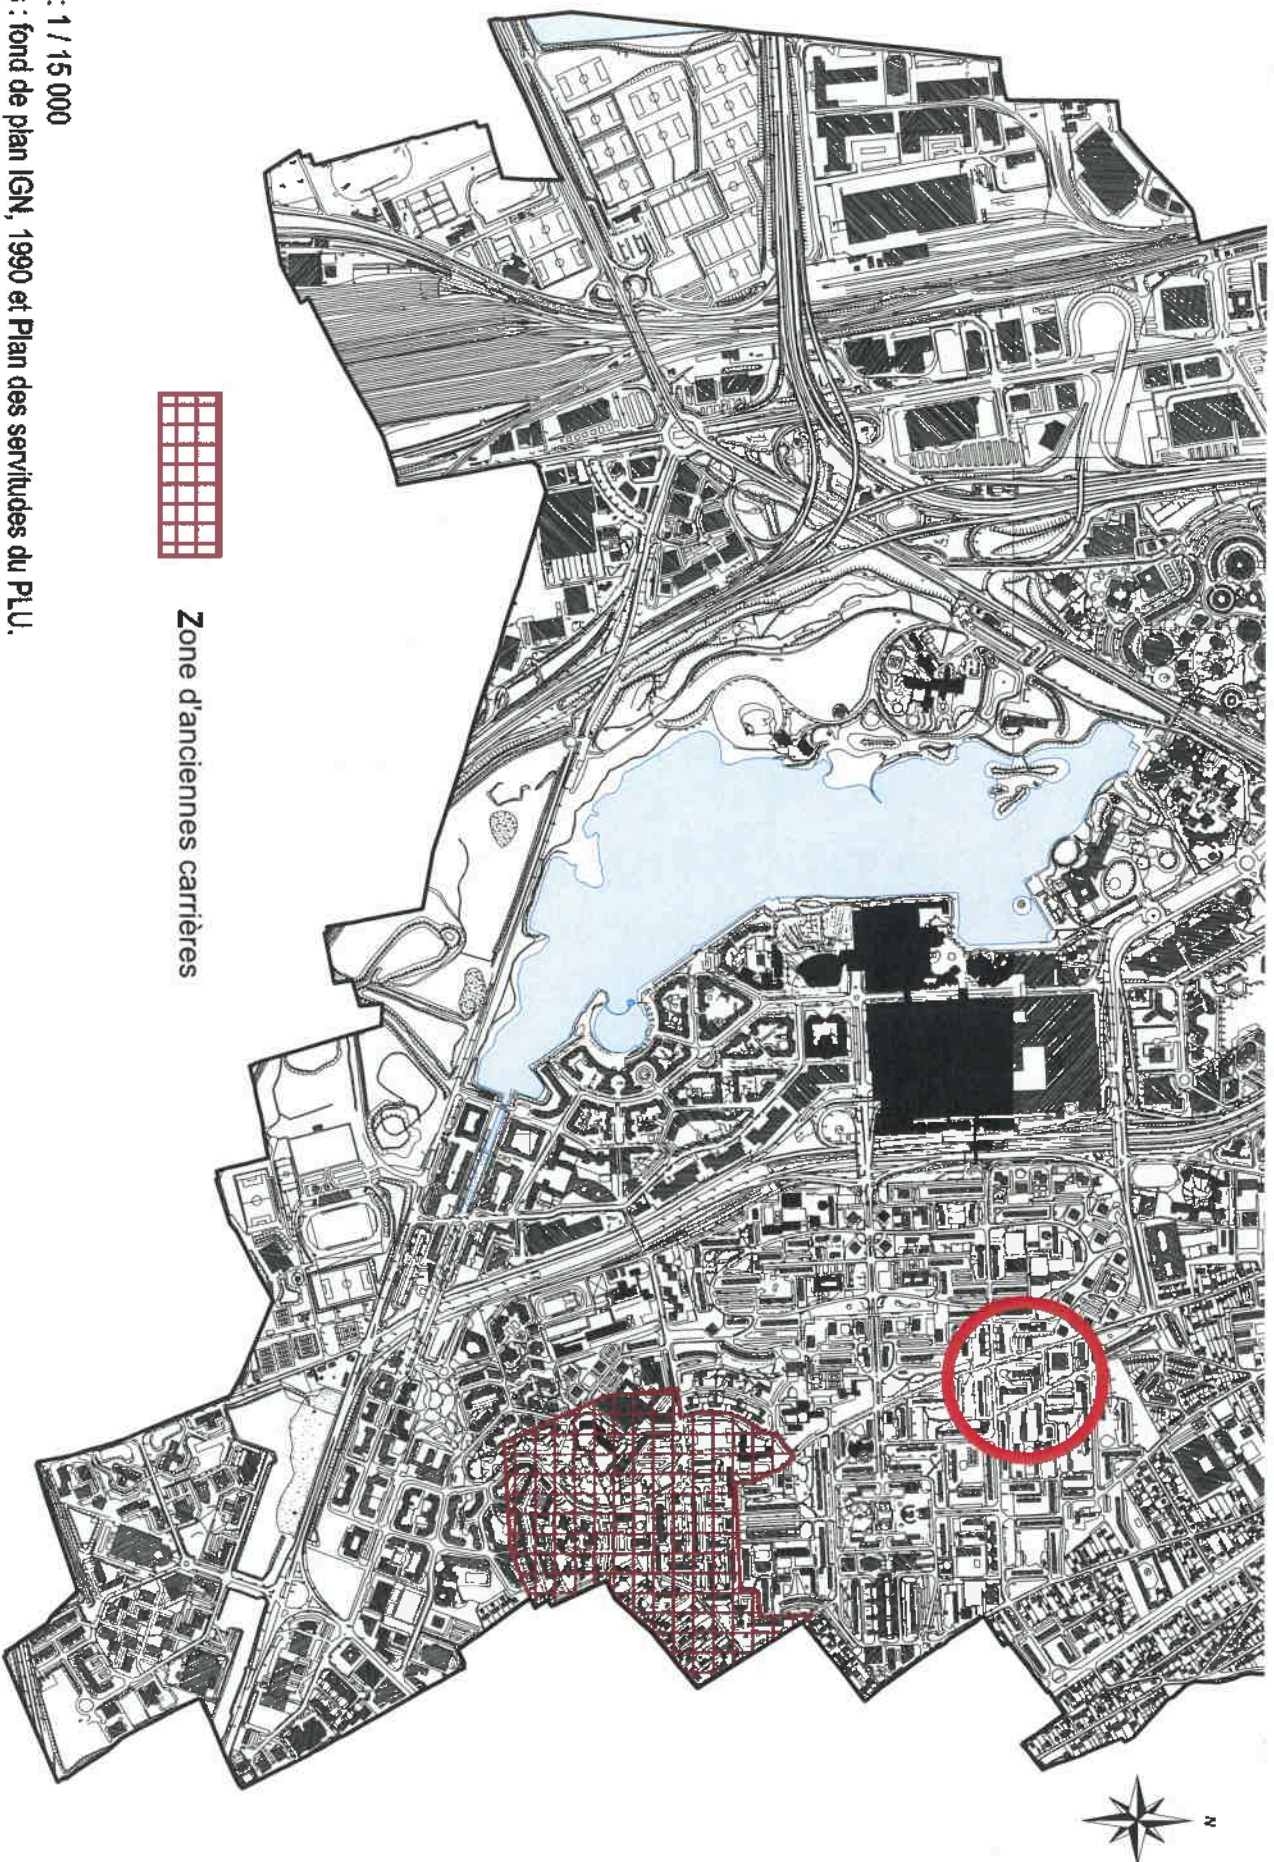 : 1 / 15 000
: fond de plan IGN, 1990 et Plan des servitudes du PLU.
Zone d'anciennes carrières
N